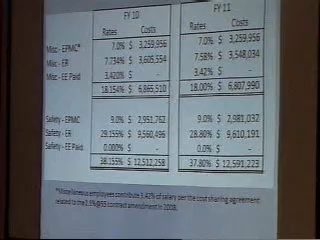 FY 10 FY 11
Rates Costs Rates Costs
Misc - EPMC* 7.0% $ 3,259,956 7.0% $ 3,259,956
Misc - ER 7.734% $ 3,605,554 7.58% $ 3,548,034
Misc - EE Paid 3.420% $ - 3.42% $ -
18.154% $ 6,865,510 18.00% $ 6,807,990
Safety - EPMC 9.0% $ 2,951,762 9.0% $ 2,981,032
Safety - ER 29.155% $ 9,560,496 28.80% $ 9,610,191
Safety - EE Paid 0.000% $ - 0.0% $ -
38.155% $ 12,512,258 37.80% $ 12,591,223
*Miscellaneous employees contribute 3.42% of salary per the cost sharing agreement
related to the 2.5%@55 contract amendment in 2008.